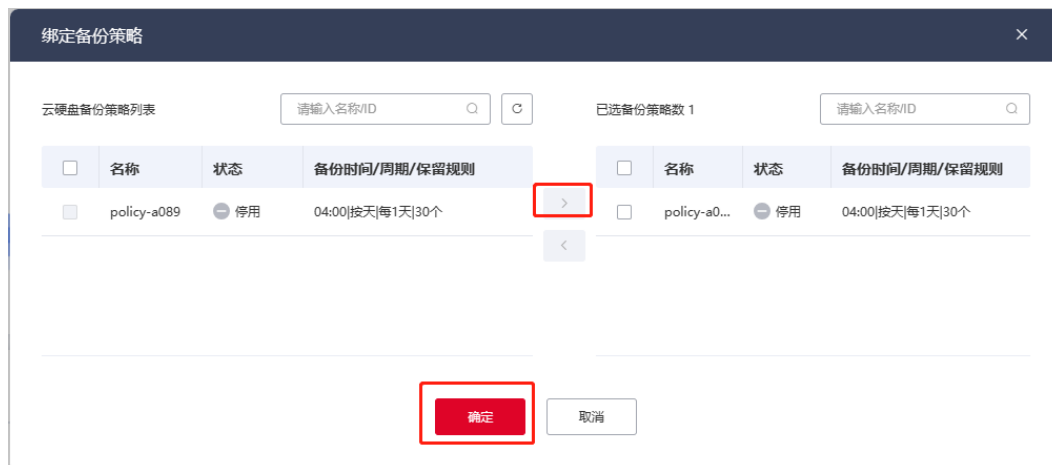 绑定备份策略
云硬盘备份策略列表 请输入名称/ID
已选备份策略数 1 请输入名称/ID
名称 状态 备份时间/周期/保留规则
policy-a089 停用 04:00|按天|每1天|30个
名称 状态 备份时间/周期/保留规则
policy-a0... 停用 04:00|按天|每1天|30个
确定 取消